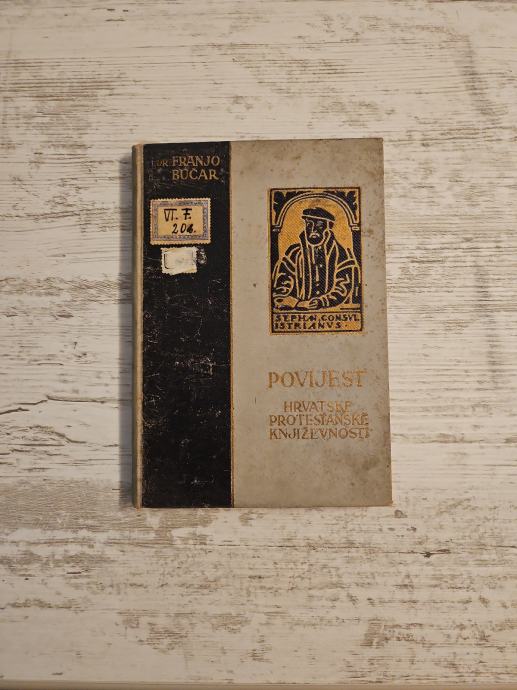 DR FRANJO
BUČAR
VI. F.
204.
STEPHAN. CONSVL
ISTRIANVS.
POVIJEST
HRVATSKE
PROTESTANSKE
KNJIŽEVNOSTI